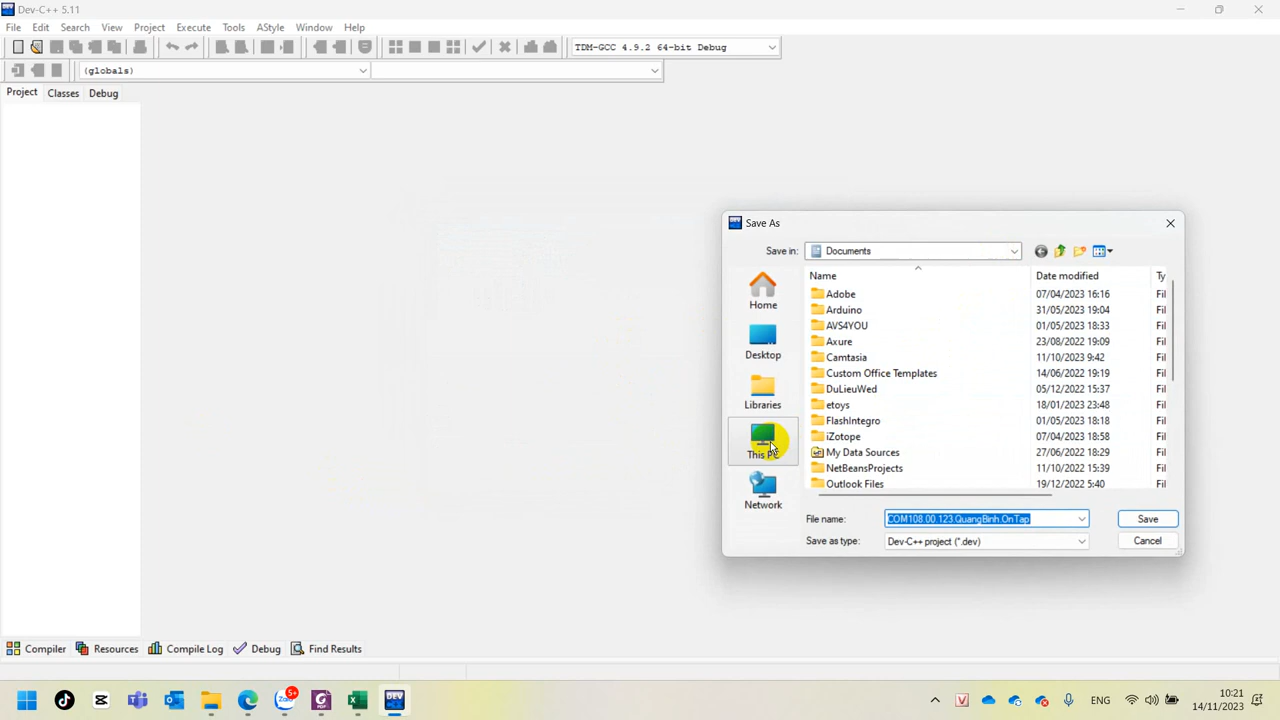 Dev-C++ 5.11
File Edit Search View Project Execute Tools AStyle Window Help
TDM-GCC 4.9.2 64-bit Debug
(globals)
Project Classes Debug
Save As
Save in: Documents
Name Date modified Ty
Adobe 07/04/2023 16:16 Fil
Arduino 31/05/2023 19:04 Fil
AVS4YOU 01/05/2023 18:33 Fil
Axure 23/08/2022 19:09 Fil
Camtasia 11/10/2023 9:42 Fil
Custom Office Templates 14/06/2022 19:19 Fil
DuLieuWed 05/12/2022 15:37 Fil
etoys 18/01/2023 23:48 Fil
FlashIntegro 01/05/2023 18:18 Fil
iZotope 07/04/2023 18:58 Fil
My Data Sources 27/06/2022 18:29 Fil
NetBeansProjects 11/10/2022 15:39 Fil
Outlook Files 19/12/2022 5:40 Fil
Home
Desktop
Libraries
This PC
Network
File name: COM108.00.123.QuangBinh.OnTap Save
Save as type: Dev-C++ project (*.dev) Cancel
Compiler Resources Compile Log Debug Find Results
Zalo 5+ DEV
ENG 10:21
14/11/2023